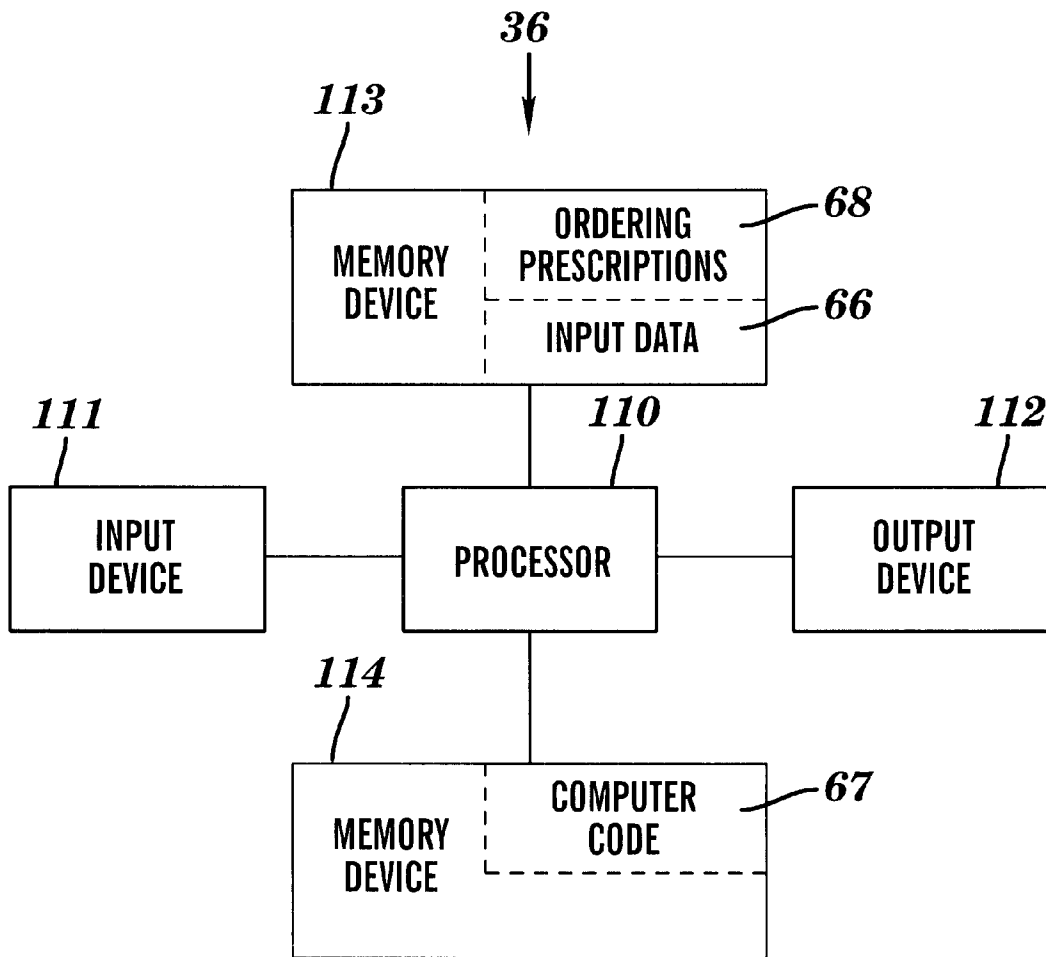 36
113
MEMORY
DEVICE
ORDERING
PRESCRIPTIONS
68
INPUT DATA
66
111
110
112
INPUT
DEVICE
PROCESSOR
OUTPUT
DEVICE
114
MEMORY
DEVICE
COMPUTER
CODE
67